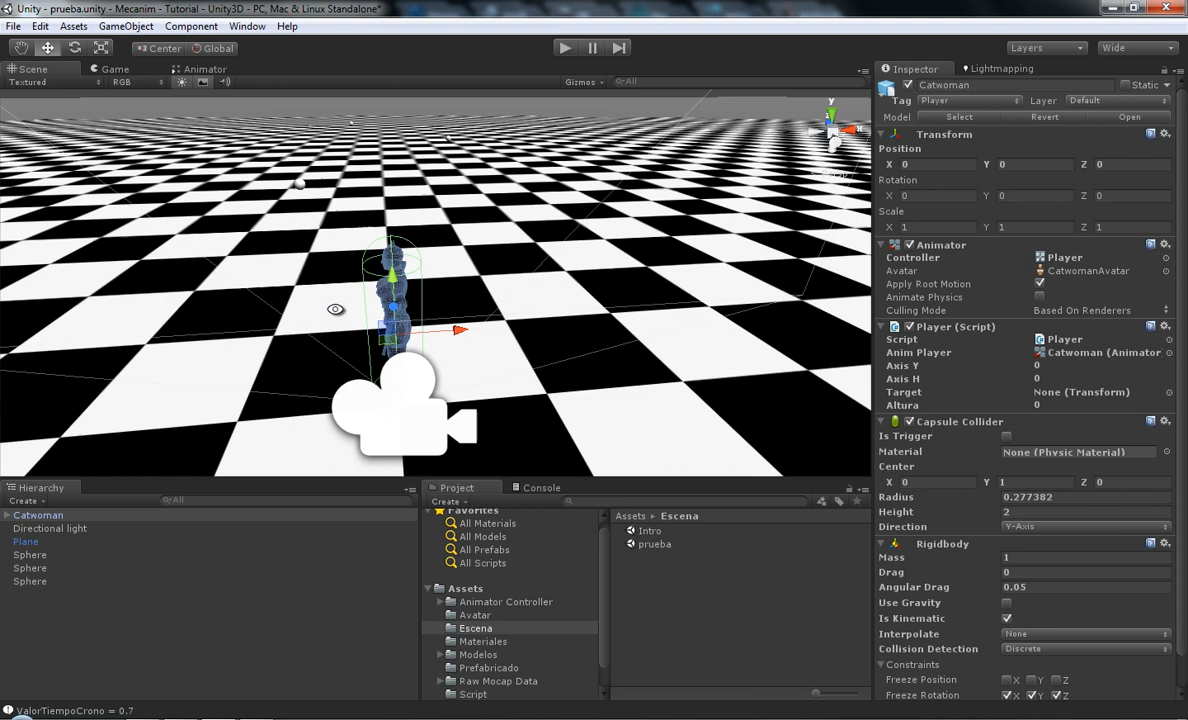 Unity - prueba.unity - Mecanim - Tutorial - Unity3D - PC, Mac & Linux Standalone*
File Edit Assets GameObject Component Window Help
Center Global Layers Wide
Scene Game Animator
Textured RGB Gizmos All
y
x
Inspector Lightmapping
Catwoman Static
Tag Player Layer Default
Model Select Revert Open
Transform
Position
X 0 Y 0 Z 0
Rotation
X 0 Y 0 Z 0
Scale
X 1 Y 1 Z 1
Animator
Controller Player
Avatar CatwomanAvatar
Apply Root Motion
Animate Physics
Culling Mode Based On Renderers
Player (Script)
Script Player
Anim Player Catwoman (Animator
Axis Y 0
Axis H 0
Target None (Transform)
Altura 0
Capsule Collider
Is Trigger
Material None (Physic Material)
Center
X 0 Y 1 Z 0
Radius 0.277382
Height 2
Direction Y-Axis
Rigidbody
Mass 1
Drag 0
Angular Drag 0.05
Use Gravity
Is Kinematic
Interpolate None
Collision Detection Discrete
Constraints
Freeze Position X Y Z
Freeze Rotation X Y Z
Hierarchy
Create All
Catwoman
Directional light
Plane
Sphere
Sphere
Sphere
Project Console
Create
Favorites
All Materials
All Models
All Prefabs
All Scripts
Assets
Animator Controller
Avatar
Escena
Materiales
Modelos
Prefabricado
Raw Mocap Data
Script
Assets Escena
Intro
prueba
ValorTiempoCrono = 0.7